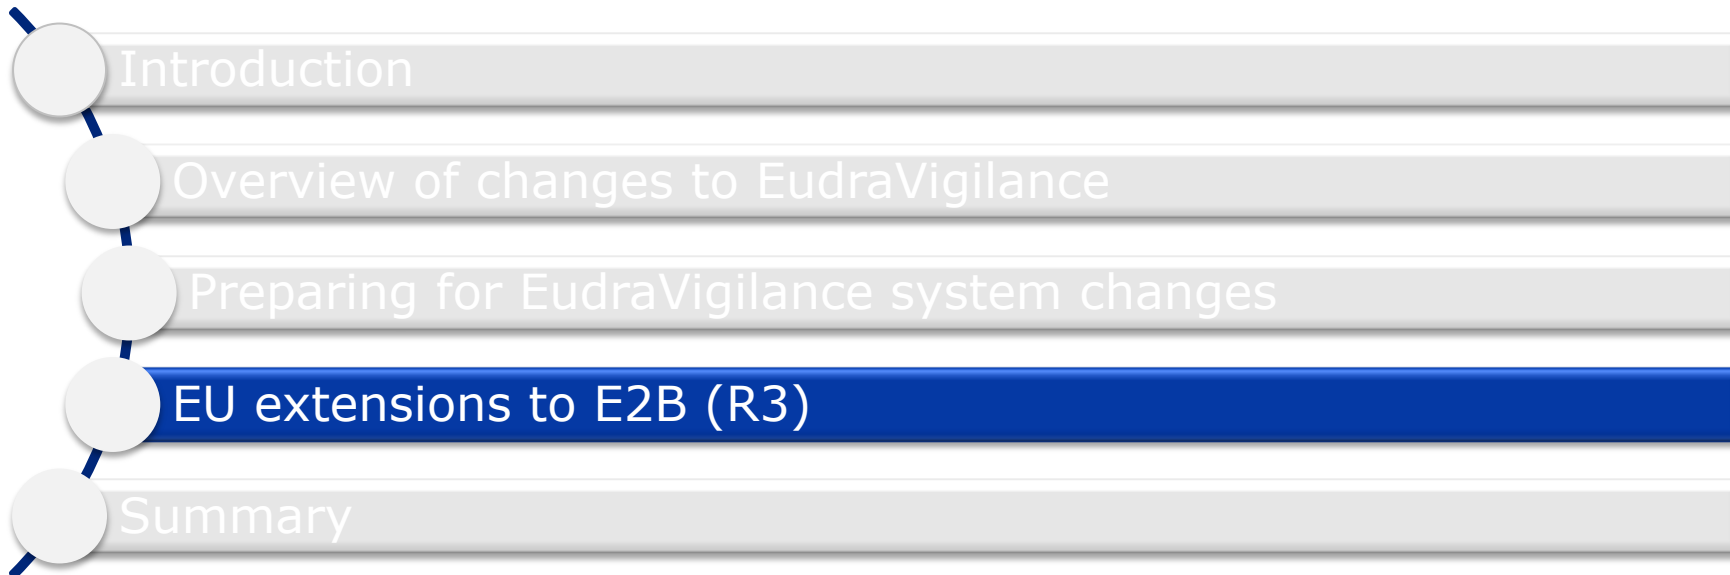 Introduction
Overview of changes to EudraVigilance
Preparing for EudraVigilance system changes
EU extensions to E2B (R3)
Summary